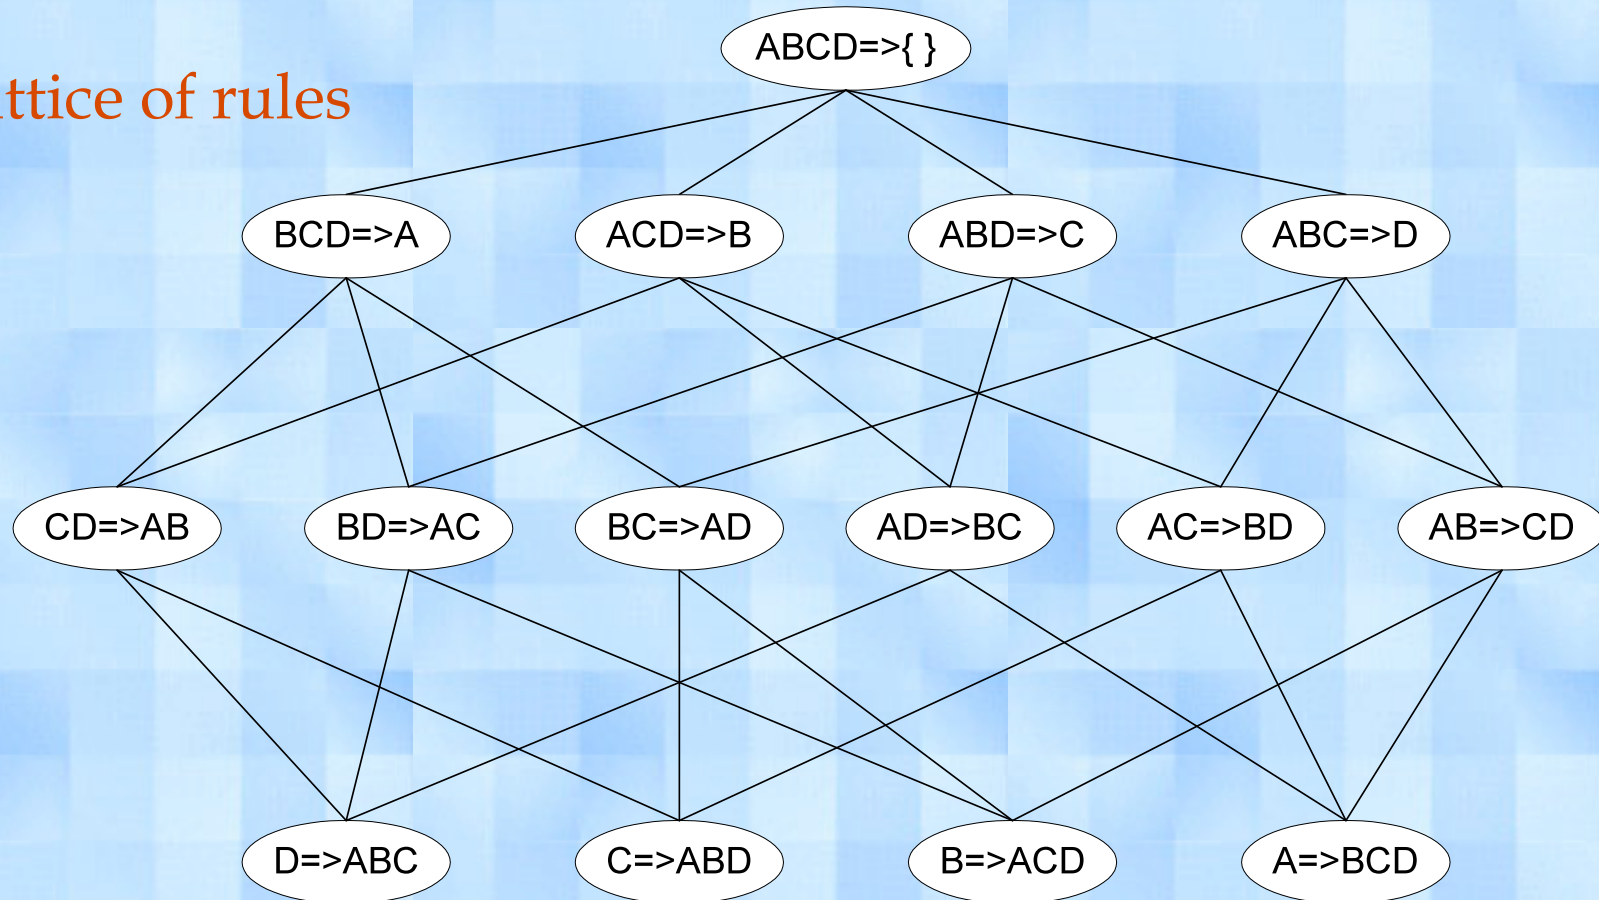 ABCD=>{ }
ttice of rules
BCD=>A
ACD=>B
ABD=>C
ABC=>D
CD=>AB
BD=>AC
BC=>AD
AD=>BC
AC=>BD
AB=>CD
D=>ABC
C=>ABD
B=>ACD
A=>BCD